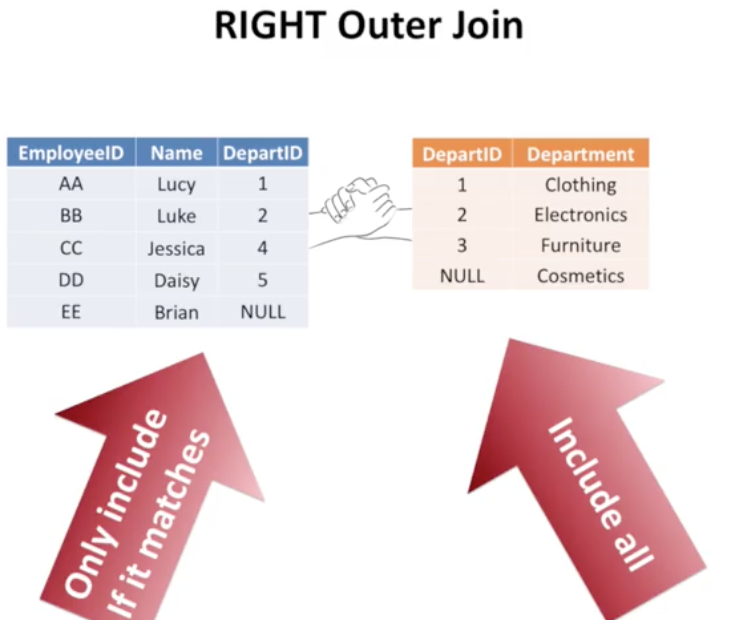 RIGHT Outer Join
EmployeeID Name DepartID
AA Lucy 1
BB Luke 2
CC Jessica 4
DD Daisy 5
EE Brian NULL
DepartID Department
1 Clothing
2 Electronics
3 Furniture
NULL Cosmetics
Only include
If it matches
Include all